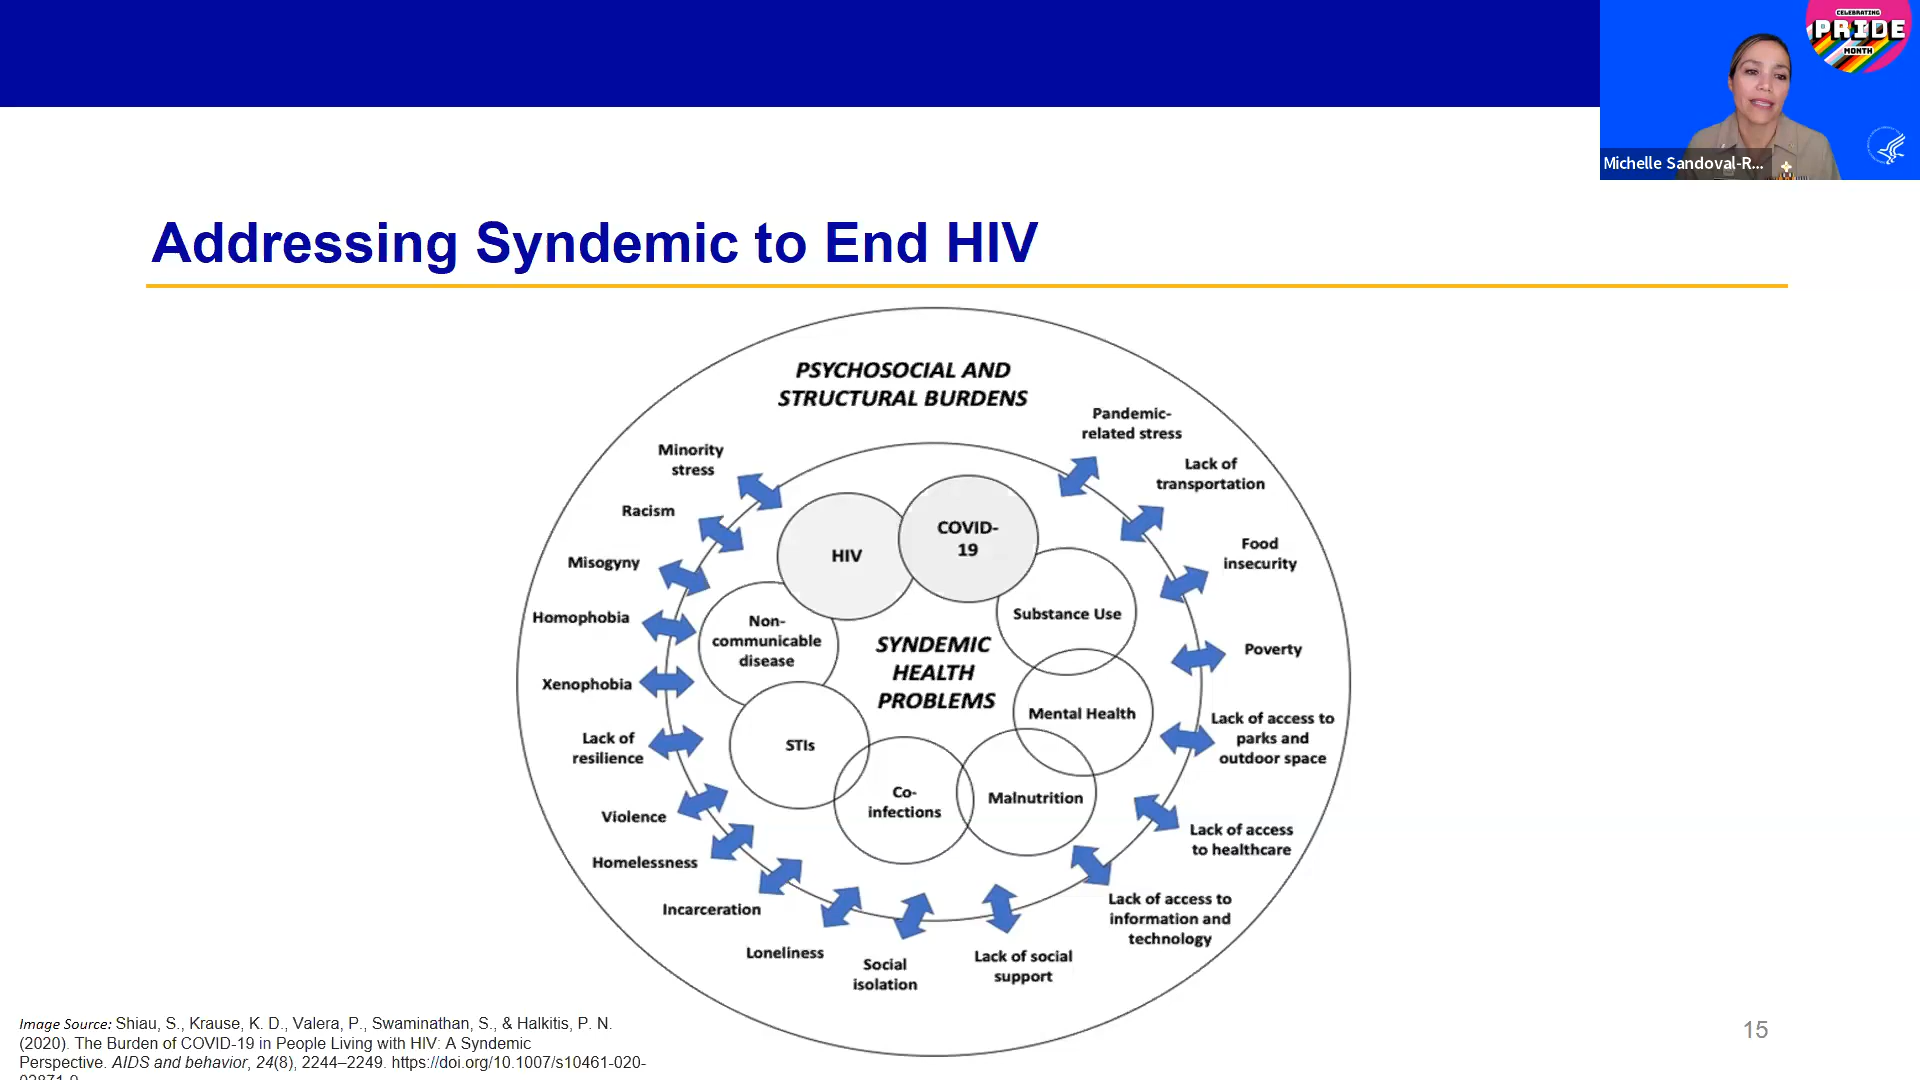 CELEBRATING
PRIDE
MONTH
Michelle Sandoval-R...
Addressing Syndemic to End HIV
PSYCHOSOCIAL AND
STRUCTURAL BURDENS
Pandemic-
related stress
Minority
stress
Lack of
transportation
Racism
COVID-
19
HIV
Food
insecurity
Misogyny
Homophobia
Non-
communicable
disease
Substance Use
SYNDEMIC
HEALTH
PROBLEMS
Poverty
Xenophobia
Mental Health
Lack of access to
parks and
outdoor space
Lack of
resilience
STIs
Co-
infections
Malnutrition
Violence
Lack of access
to healthcare
Homelessness
Incarceration
Lack of access to
information and
technology
Loneliness
Social
isolation
Lack of social
support
Image Source: Shiau, S., Krause, K. D., Valera, P., Swaminathan, S., & Halkitis, P. N.
(2020). The Burden of COVID-19 in People Living with HIV: A Syndemic
Perspective. AIDS and behavior, 24(8), 2244–2249. https://doi.org/10.1007/s10461-020-
15